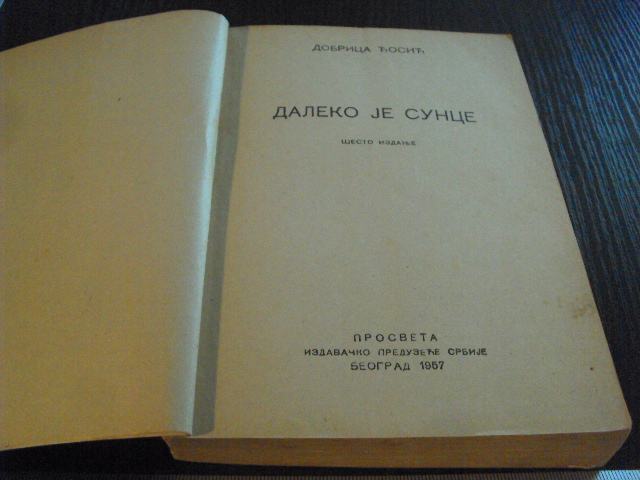 ДОБРИЦА ЋОСИЋ
ДАЛЕКО ЈЕ СУНЦЕ
ШЕСТО ИЗДАЊЕ
ПРОСВЕТА
ИЗДАВАЧКО ПРЕДУЗЕЋЕ СРБИЈЕ
БЕОГРАД 1957